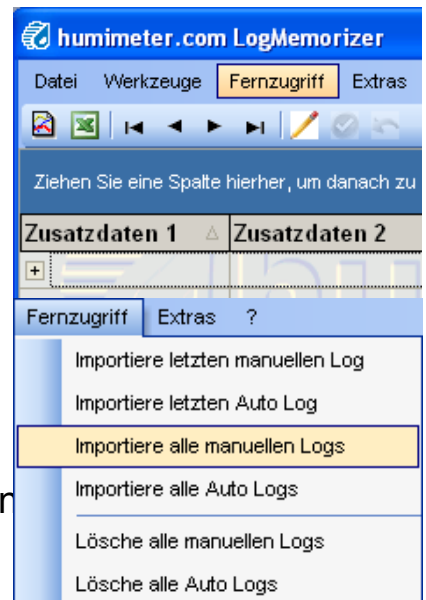 humimeter.com LogMemorizer
Datei Werkzeuge Fernzugriff Extras
Ziehen Sie eine Spalte hierher, um danach zu
Zusatzdaten 1 Zusatzdaten 2
Fernzugriff Extras ?
Importiere letzten manuellen Log
Importiere letzten Auto Log
Importiere alle manuellen Logs
Importiere alle Auto Logs
Lösche alle manuellen Logs
Lösche alle Auto Logs